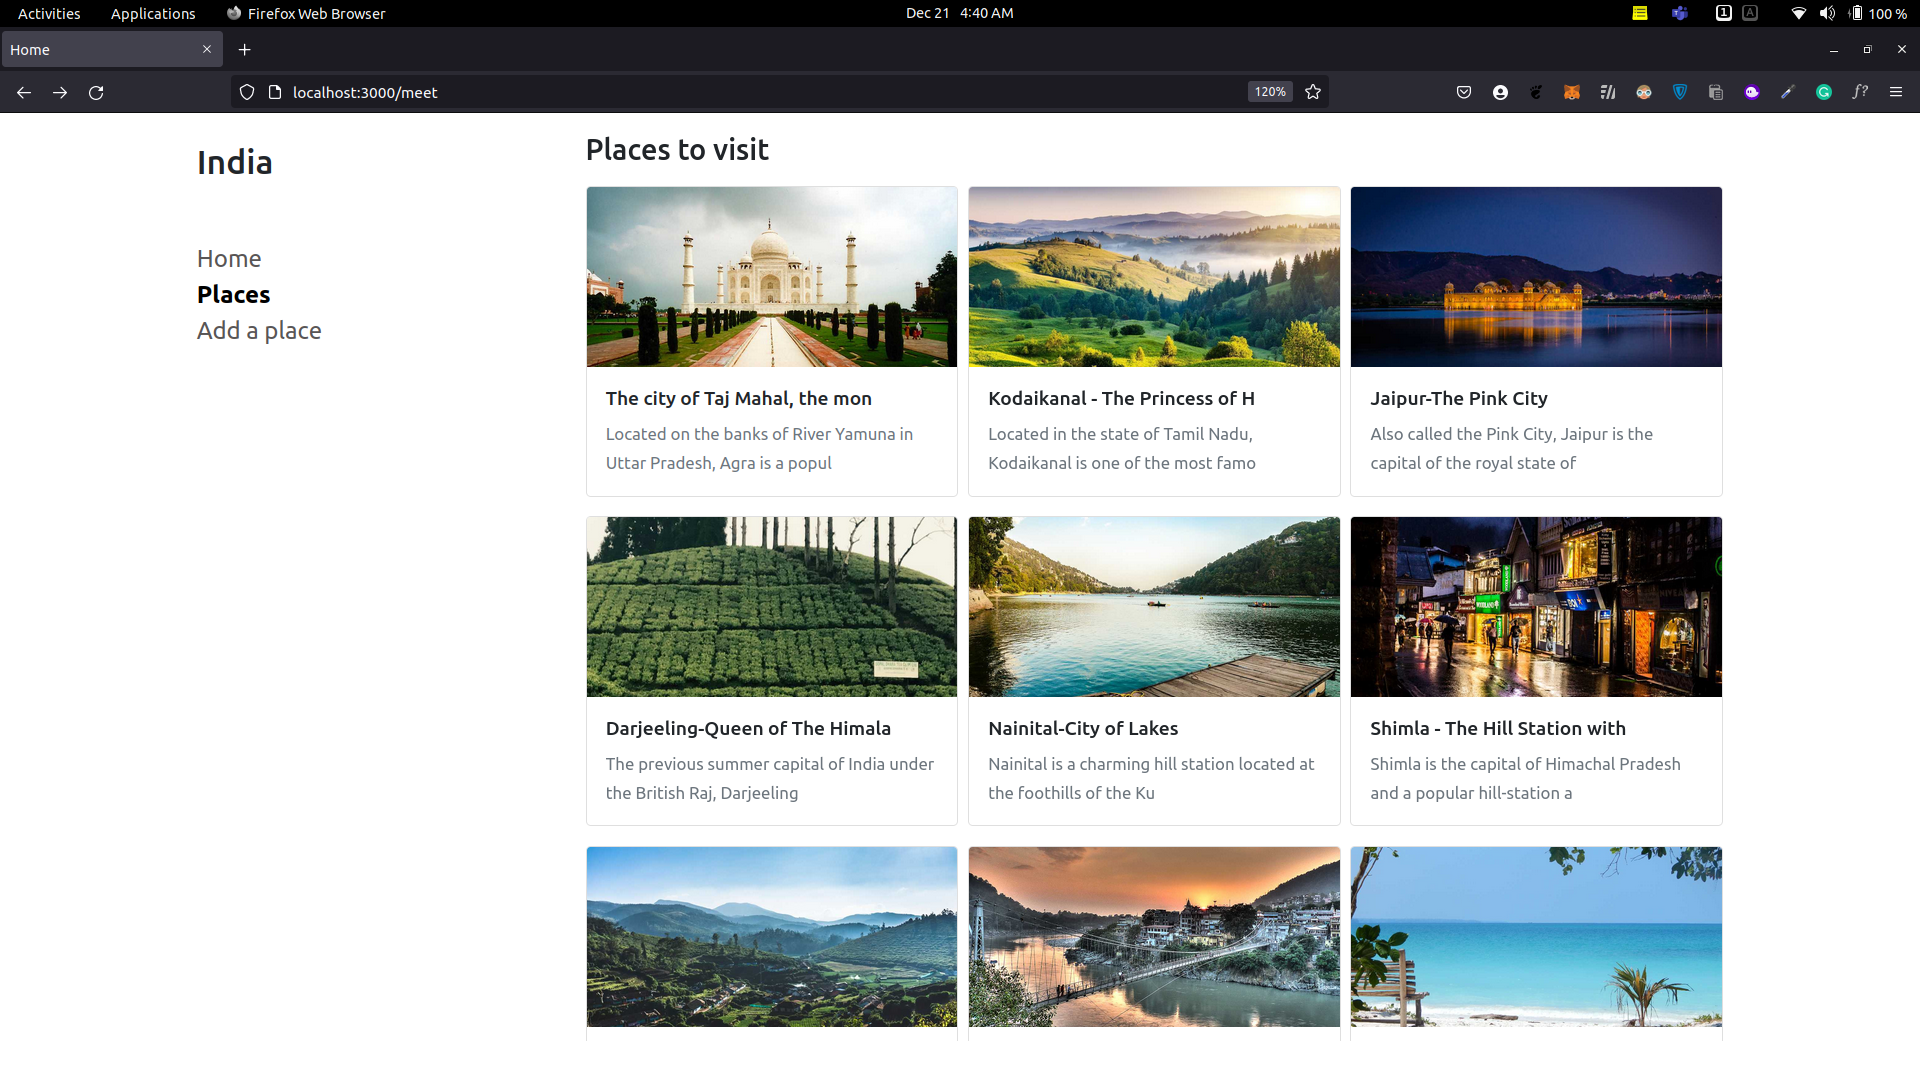 Activities Applications Firefox Web Browser Dec 21 4:40 AM 1 A 100 %
Home
localhost:3000/meet 120% f?
India
Home
Places
Add a place
Places to visit
The city of Taj Mahal, the mon
Located on the banks of River Yamuna in
Uttar Pradesh, Agra is a popul
Kodaikanal - The Princess of H
Located in the state of Tamil Nadu,
Kodaikanal is one of the most famo
Jaipur-The Pink City
Also called the Pink City, Jaipur is the
capital of the royal state of
Darjeeling-Queen of The Himala
The previous summer capital of India under
the British Raj, Darjeeling
Nainital-City of Lakes
Nainital is a charming hill station located at
the foothills of the Ku
Shimla - The Hill Station with
Shimla is the capital of Himachal Pradesh
and a popular hill-station a